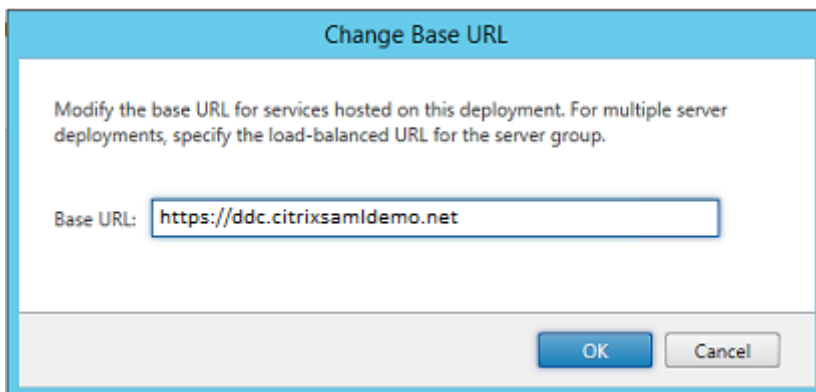 Change Base URL
Modify the base URL for services hosted on this deployment. For multiple server
deployments, specify the load-balanced URL for the server group.
Base URL: https://ddc.citrixsamldemo.net
OK Cancel